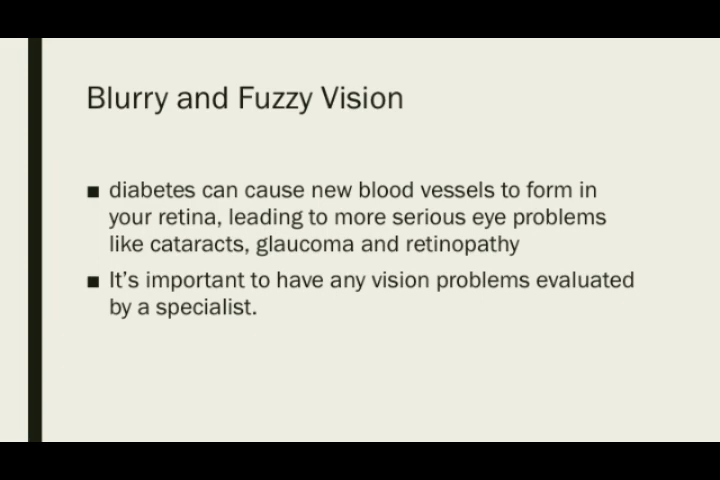 Blurry and Fuzzy Vision
■ diabetes can cause new blood vessels to form in
your retina, leading to more serious eye problems
like cataracts, glaucoma and retinopathy
■ It’s important to have any vision problems evaluated
by a specialist.